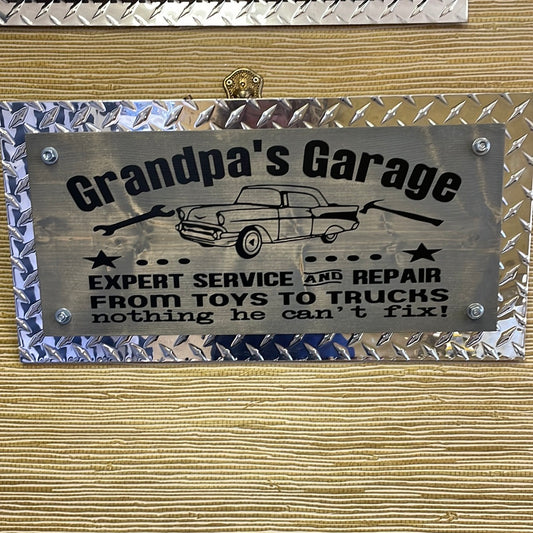 Grandpa's Garage
EXPERT SERVICE AND REPAIR
FROM TOYS TO TRUCKS
nothing he can't fix!